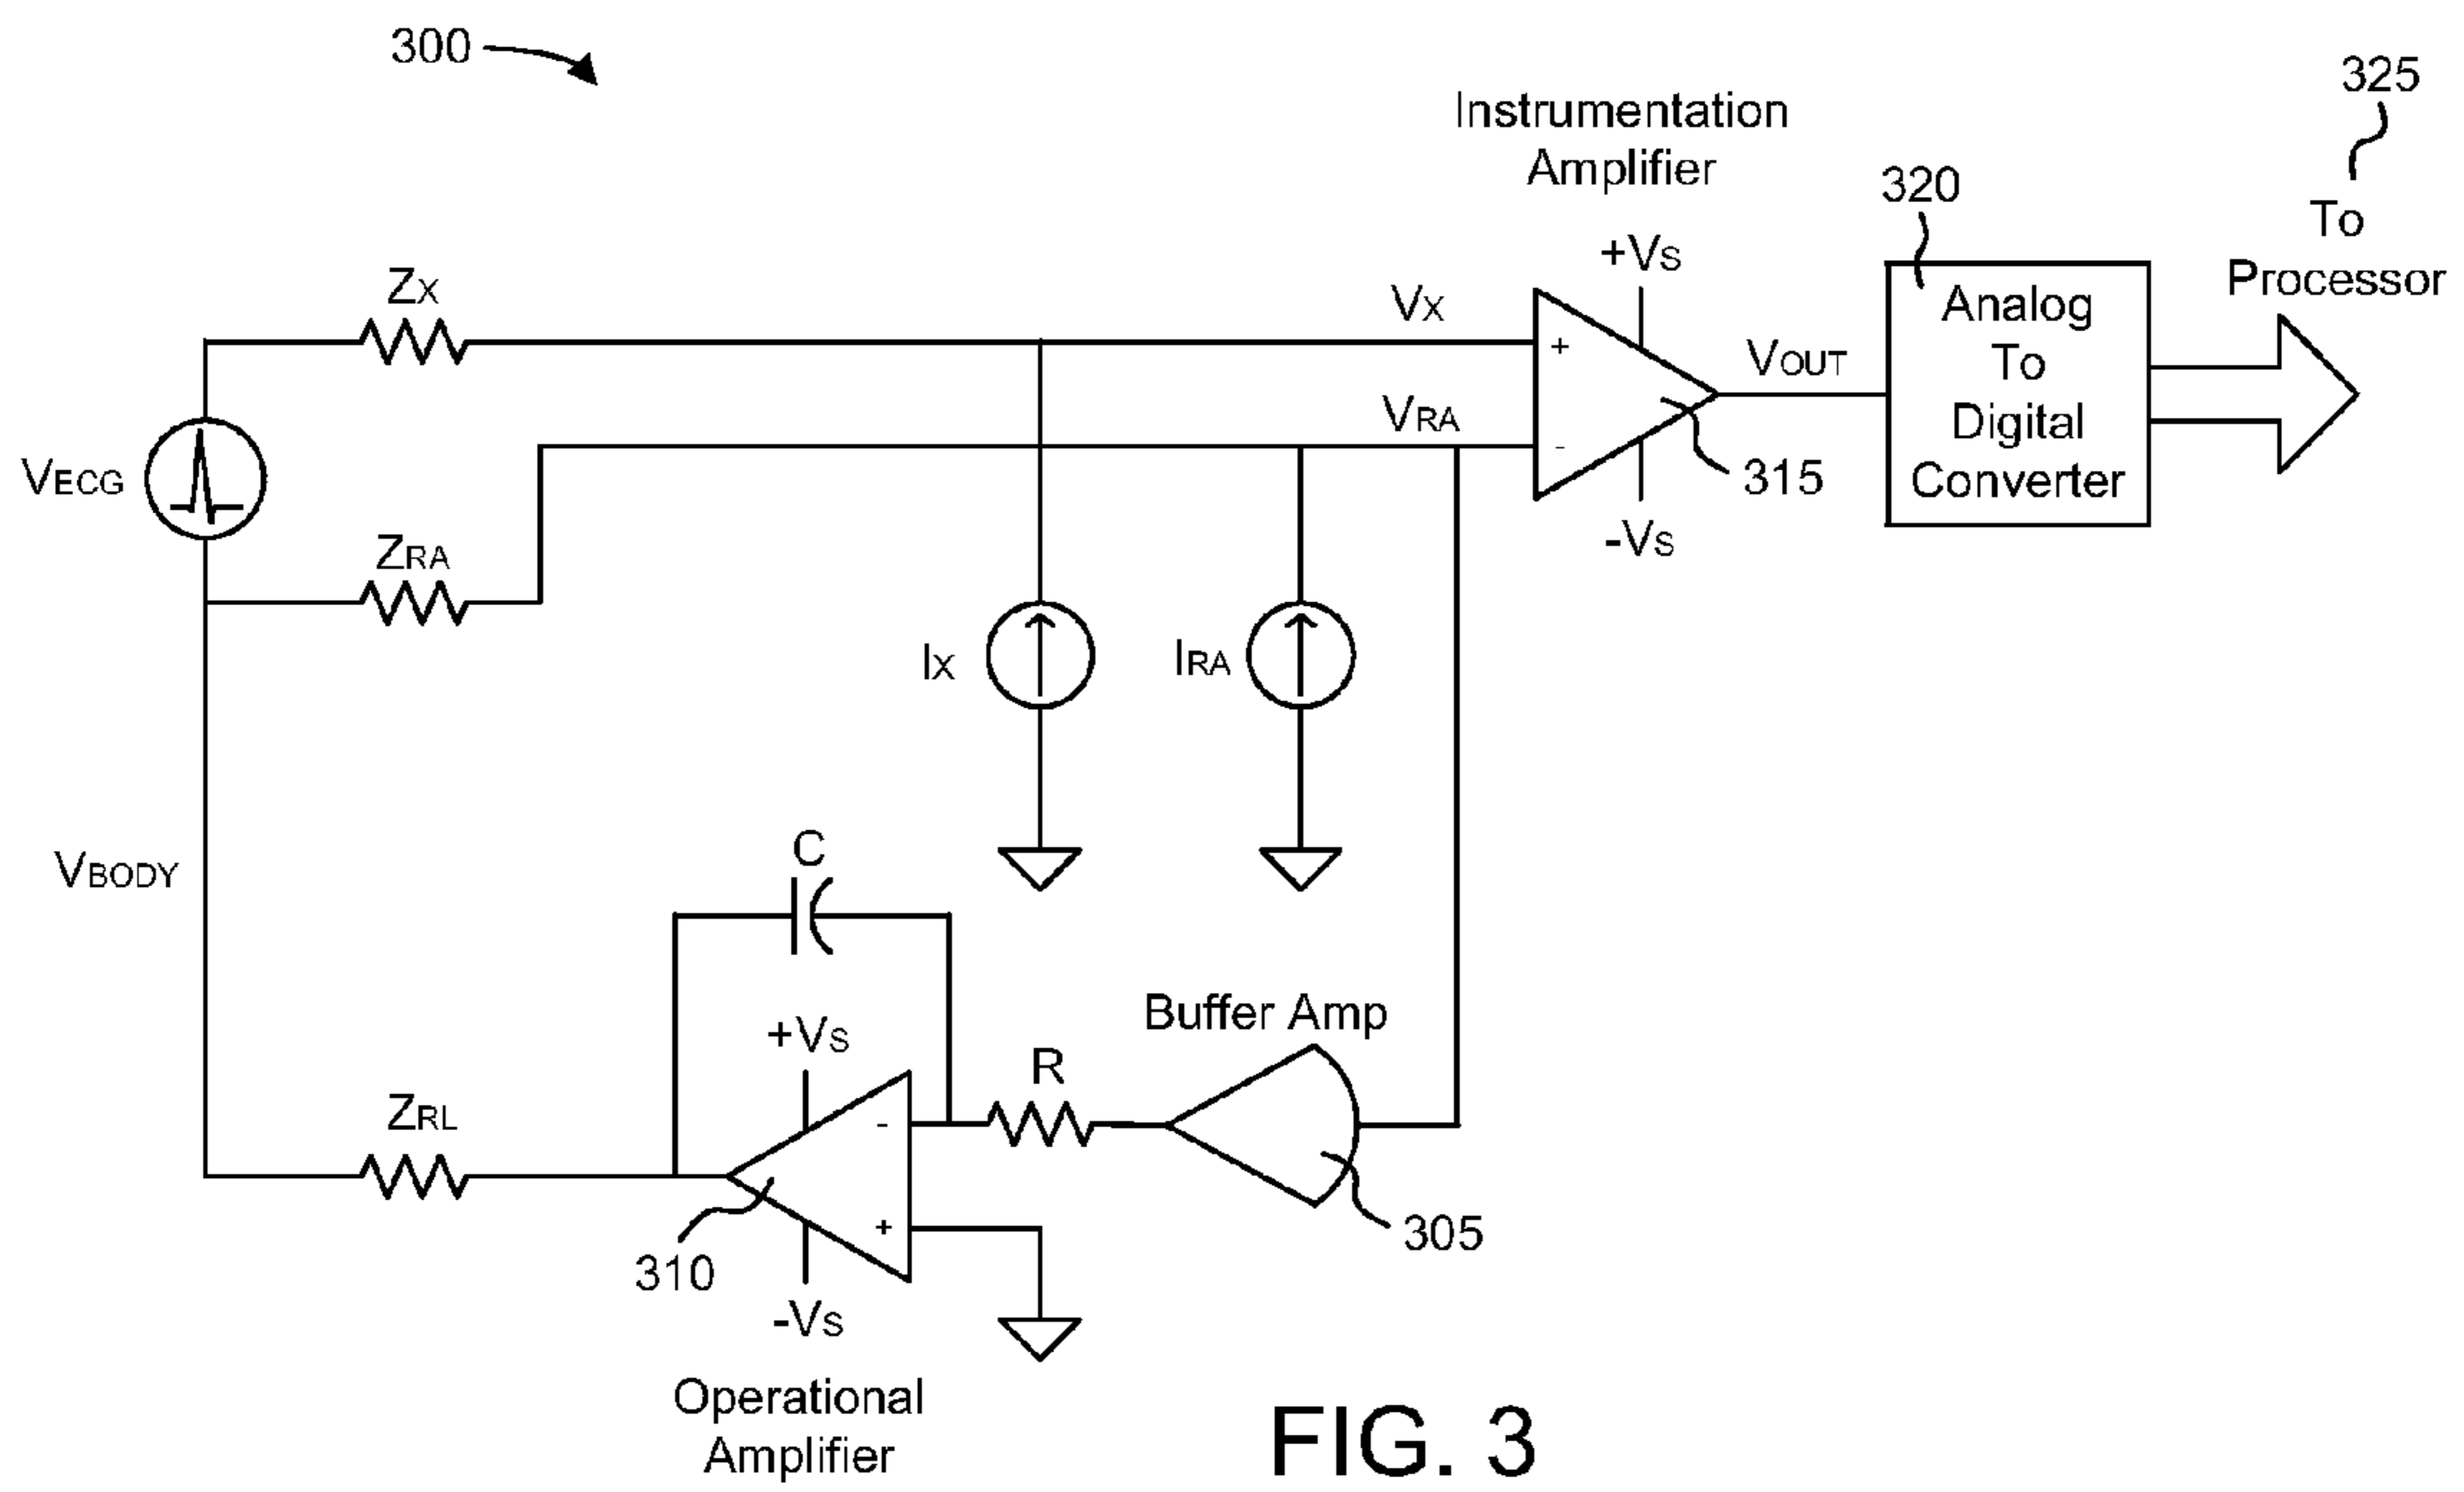 300
325
Instrumentation
Amplifier
320
To
Processor
+VS
ZX
VX
+
Analog
To
Digital
Converter
VOUT
VRA
-
315
-VS
VECG
ZRA
IX
IRA
C
VBODY
Buffer Amp
+VS
R
ZRL
-
+
305
310
-VS
Operational
Amplifier
FIG. 3